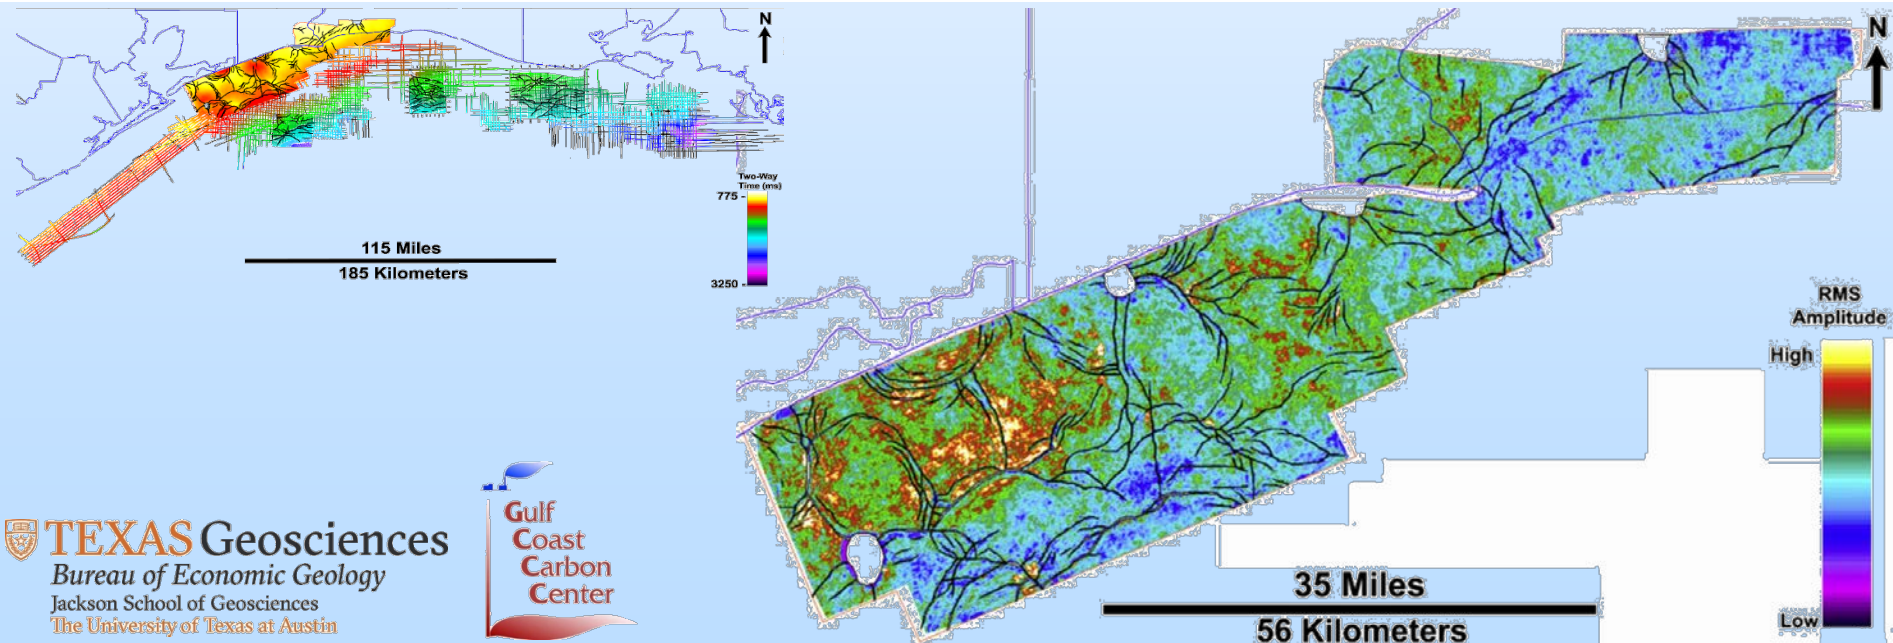 N
Two-Way
Time (ms)
775
3250
115 Miles
185 Kilometers
TEXAS Geosciences
Bureau of Economic Geology
Jackson School of Geosciences
The University of Texas at Austin
Gulf
Coast
Carbon
Center
N
RMS
Amplitude
High
Low
35 Miles
56 Kilometers